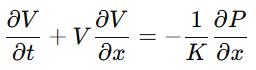 ∂V/∂t + V ∂V/∂x = −1/K ∂P/∂x